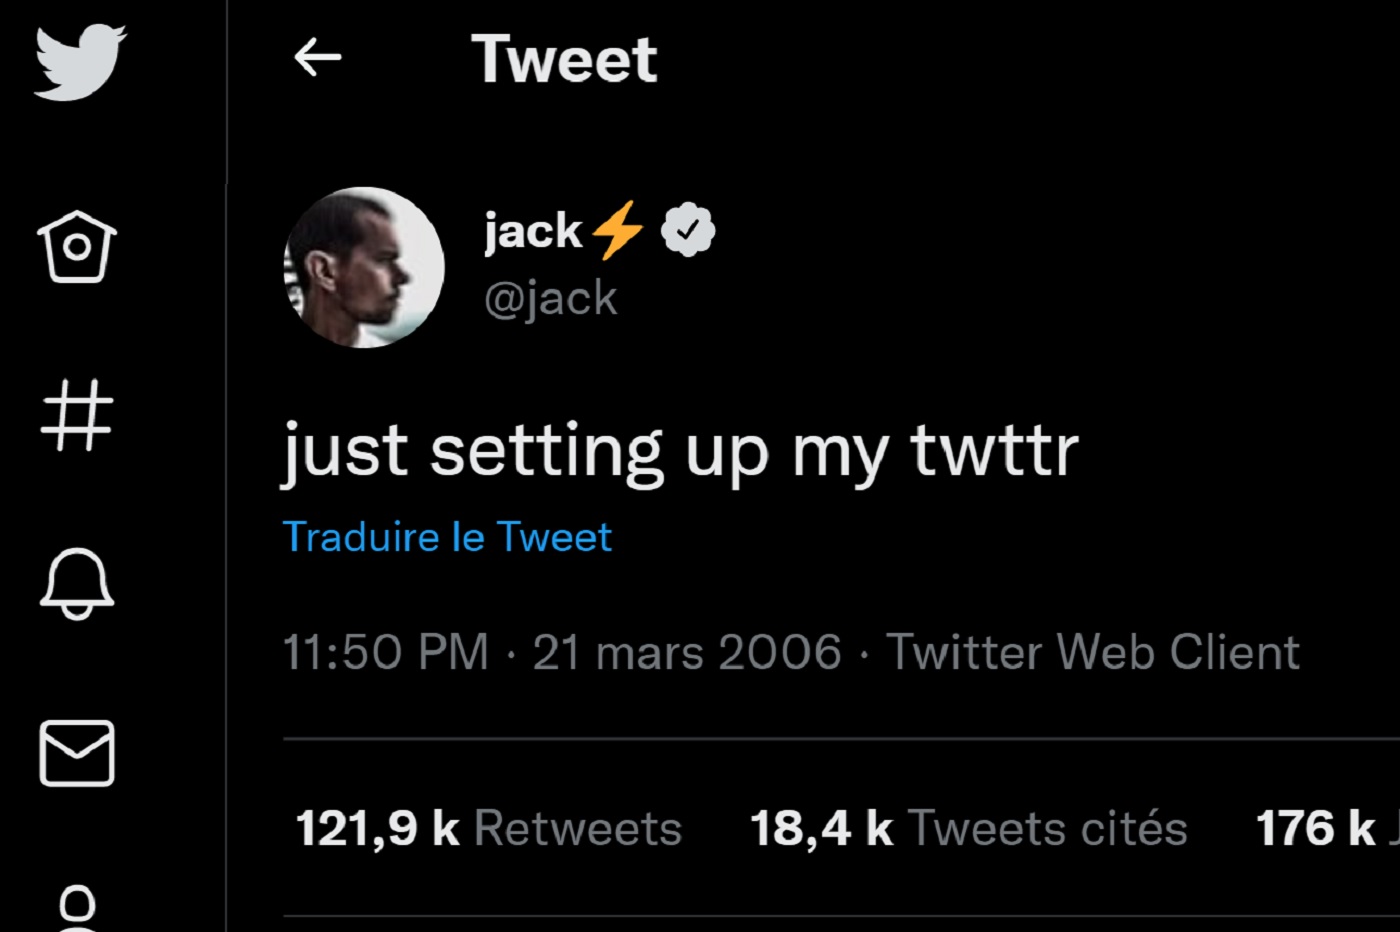 Tweet
jack⚡
@jack
just setting up my twttr
Traduire le Tweet
11:50 PM · 21 mars 2006 · Twitter Web Client
121,9 k Retweets 18,4 k Tweets cités 176 k